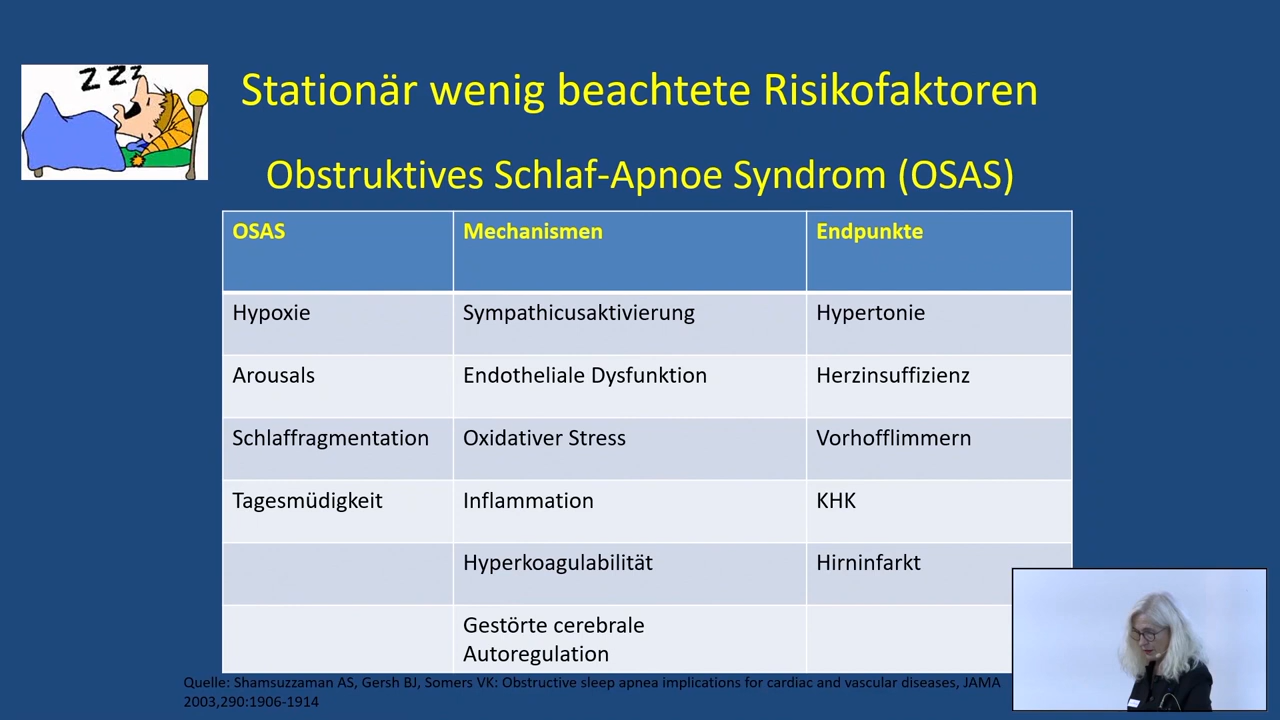 Z Z Z
Stationär wenig beachtete Risikofaktoren
Obstruktives Schlaf-Apnoe Syndrom (OSAS)
OSAS Mechanismen Endpunkte
Hypoxie Sympathicusaktivierung Hypertonie
Arousals Endotheliale Dysfunktion Herzinsuffizienz
Schlaffragmentation Oxidativer Stress Vorhofflimmern
Tagesmüdigkeit Inflammation KHK
Hyperkoagulabilität Hirninfarkt
Gestörte cerebrale
Autoregulation
Quelle: Shamsuzzaman AS, Gersh BJ, Somers VK: Obstructive sleep apnea implications for cardiac and vascular diseases, JAMA
2003,290:1906-1914